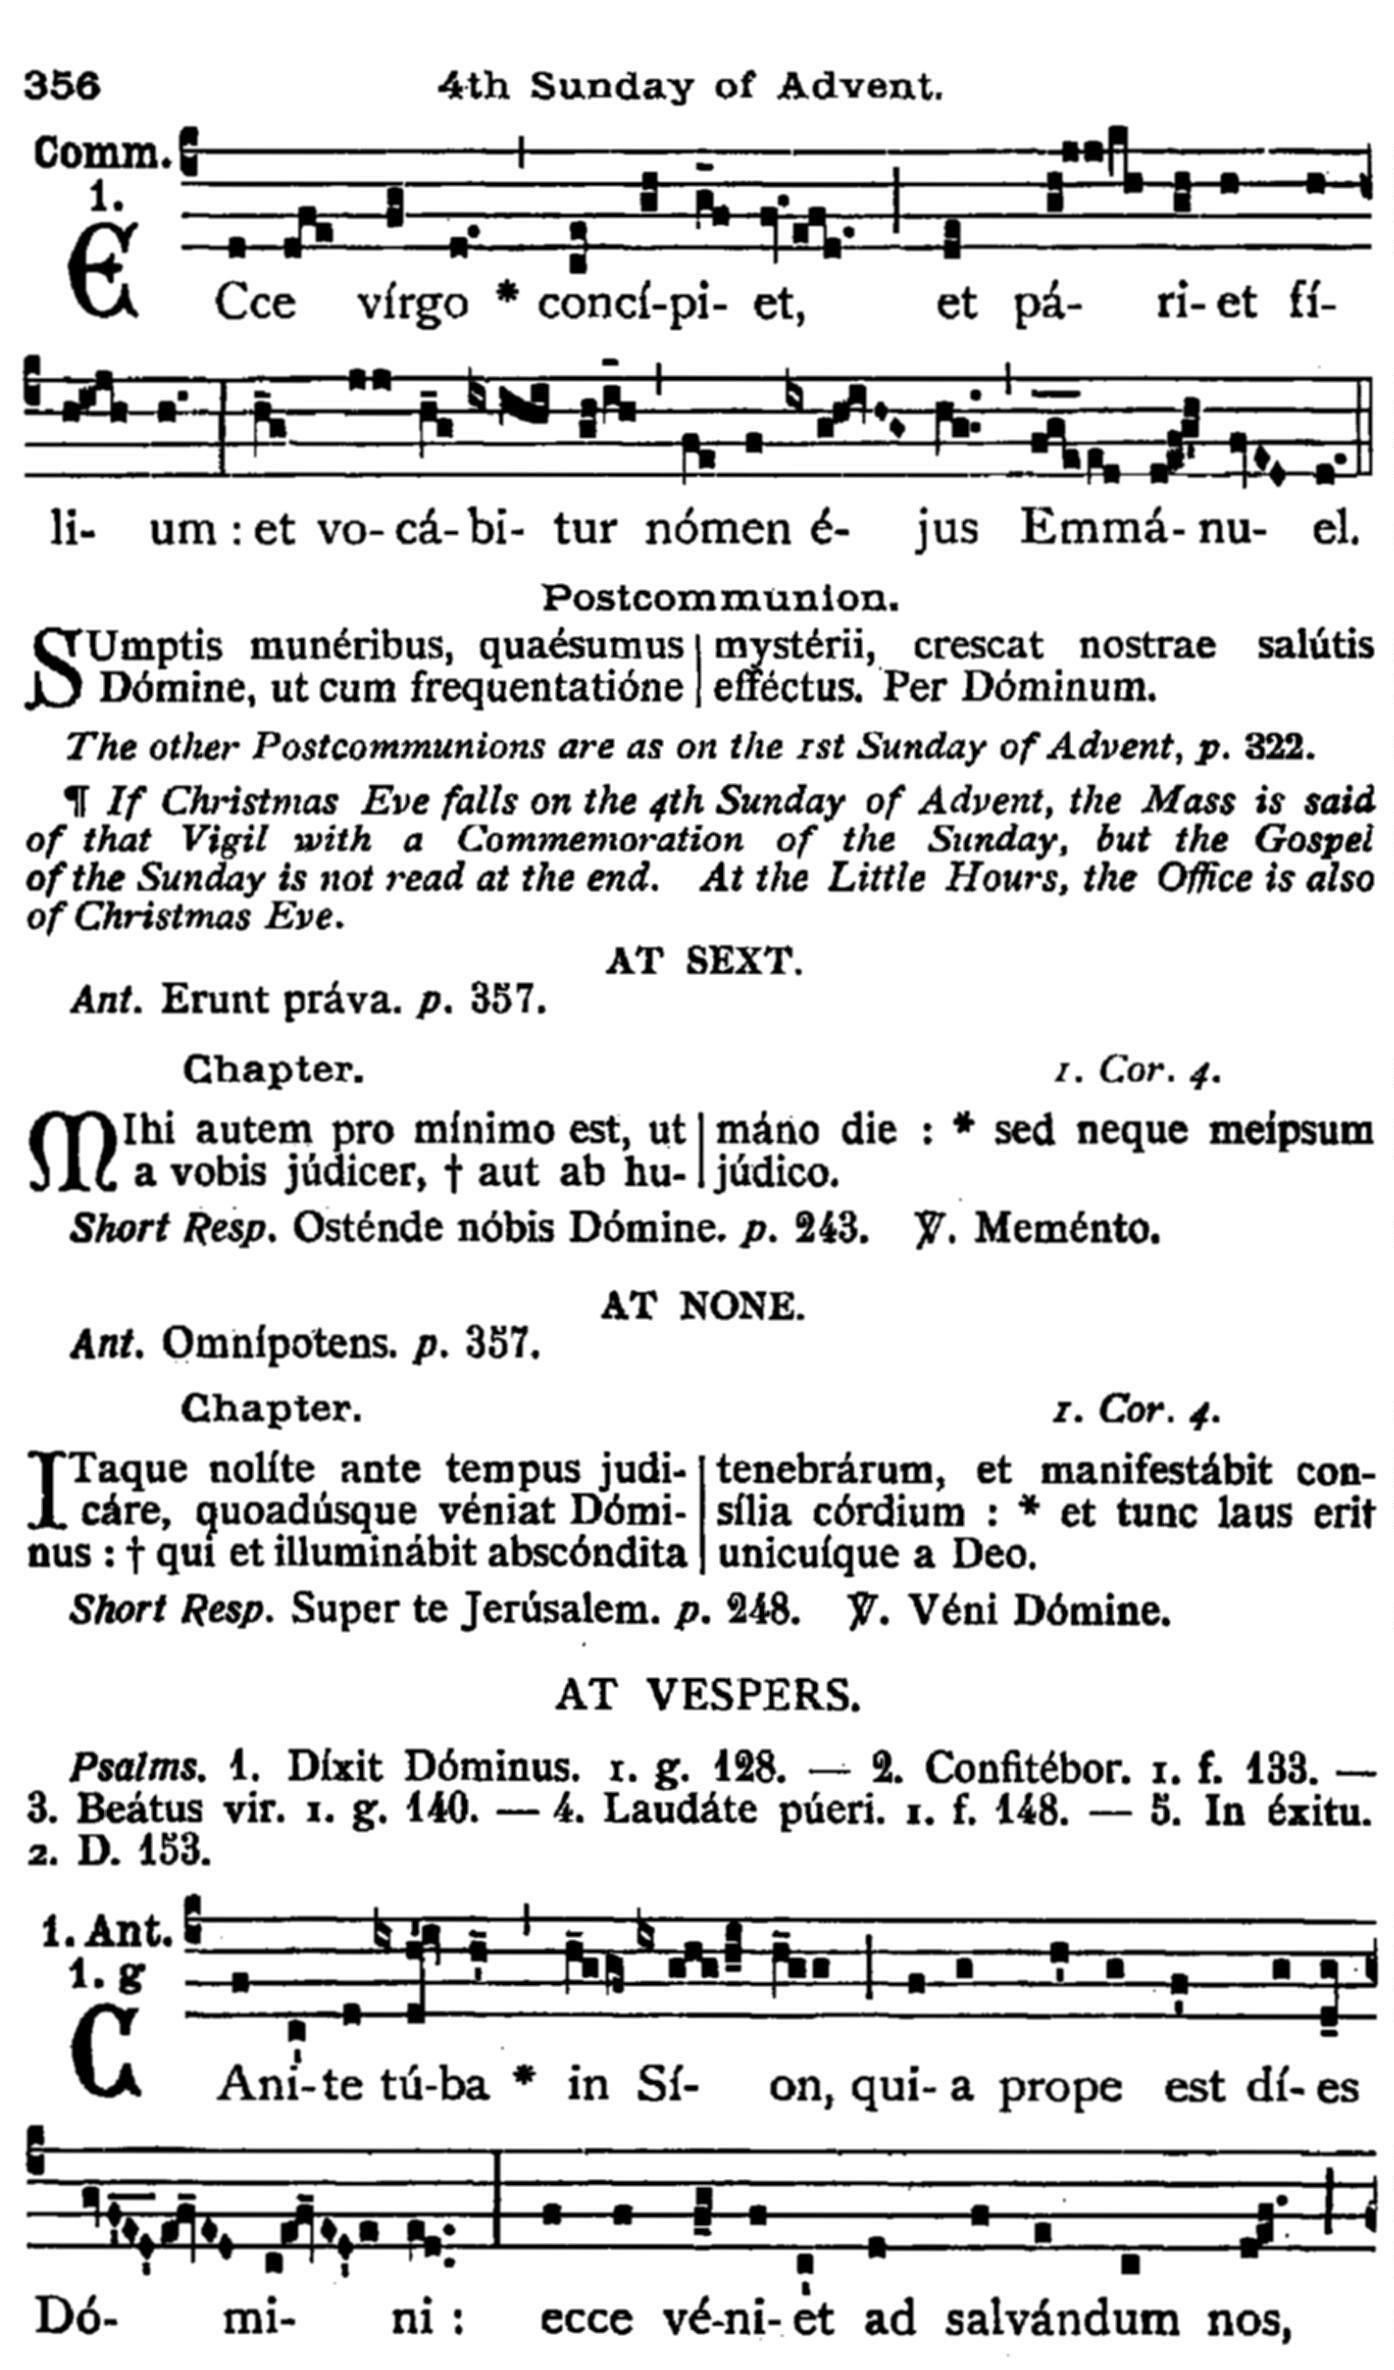 356 4th Sunday of Advent.
Comm.
1.
ECce vírgo * concí-pi- et, et pá- ri- et fí-
li- um : et vo- cá- bi- tur nómen é- jus Emmá- nu- el.
Postcommunion.
SUmptis munéribus, quaésumus
Dómine, ut cum frequentatióne
mystérii, crescat nostrae salútis
efféctus. Per Dóminum.
The other Postcommunions are as on the 1st Sunday of Advent, p. 322.
¶ If Christmas Eve falls on the 4th Sunday of Advent, the Mass is said
of that Vigil with a Commemoration of the Sunday, but the Gospel
of the Sunday is not read at the end. At the Little Hours, the Office is also
of Christmas Eve.
AT SEXT.
Ant. Erunt práva. p. 357.
Chapter. 1. Cor. 4.
MIhi autem pro mínimo est, ut
a vobis júdicer, † aut ab hu-
máno die : * sed neque meípsum
júdico.
Short Resp. Osténde nóbis Dómine. p. 243. ℣. Meménto.
AT NONE.
Ant. Omnípotens. p. 357.
Chapter. 1. Cor. 4.
ITaque nolíte ante tempus judi-
cáre, quoadúsque véniat Dómi-
nus : † qui et illuminábit abscóndita
tenebrárum, et manifestábit con-
sília córdium : * et tunc laus erit
unicuíque a Deo.
Short Resp. Super te Jerúsalem. p. 248. ℣. Véni Dómine.
AT VESPERS.
Psalms. 1. Díxit Dóminus. 1. g. 128. — 2. Confitébor. 1. f. 133. —
3. Beátus vir. 1. g. 140. — 4. Laudáte púeri. 1. f. 148. — 5. In éxitu.
2. D. 153.
1. Ant.
1. g
CAni- te tú-ba * in Sí- on, qui- a prope est dí- es
Dó- mi- ni : ecce vé-ni- et ad salvándum nos,